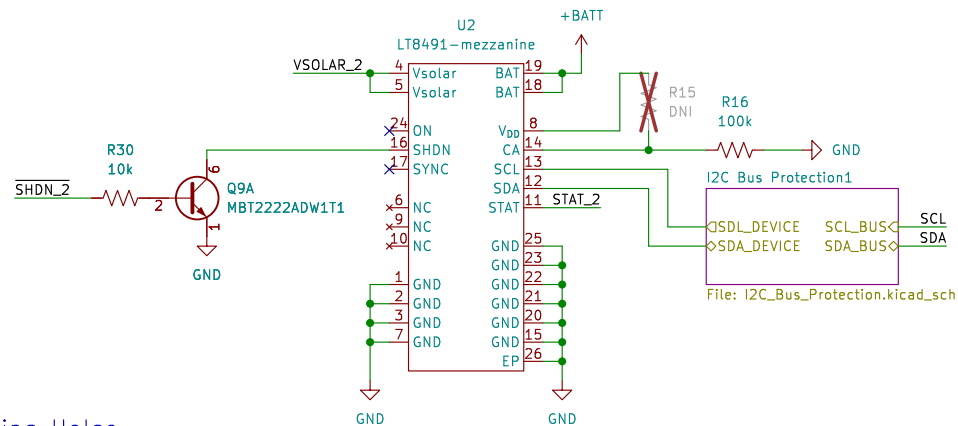 +BATT
U2
LT8491-mezzanine
VSOLAR_2
4 Vsolar BAT 19
5 Vsolar BAT 18
R15
DNI
R16
100k
24 ON VDD 8
16 SHDN CA 14
GND
17 SYNC SCL 13
SDA 12
6 NC STAT 11
STAT_2
9 NC
10 NC GND 25
GND 23
1 GND GND 22
2 GND GND 21
3 GND GND 20
7 GND GND 15
EP 26
GND
GND
R30
10k
SHDN_2
2
6
1
Q9A
MBT2222ADW1T1
GND
I2C Bus Protection1
SDL_DEVICE SCL_BUS SCL
SDA_DEVICE SDA_BUS SDA
File: I2C_Bus_Protection.kicad_sch